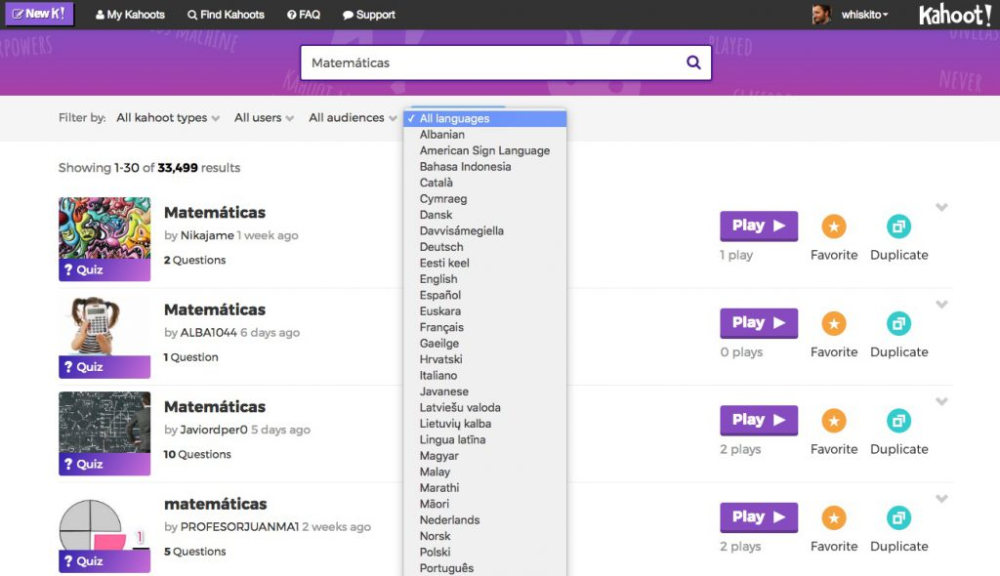 New K!
My Kahoots
Find Kahoots
FAQ
Support
whiskito
Kahoot!
MACHINE
PLAYED
NEVER
Matemáticas
Filter by: All kahoot types All users All audiences
✓ All languages
Albanian
American Sign Language
Bahasa Indonesia
Català
Cymraeg
Dansk
Davvisámegiella
Deutsch
Eesti keel
English
Español
Euskara
Français
Gaeilge
Hrvatski
Italiano
Javanese
Latviešu valoda
Lietuvių kalba
Lingua latīna
Magyar
Malay
Marathi
Māori
Nederlands
Norsk
Polski
Português
Showing 1-30 of 33,499 results
? Quiz
Matemáticas
by Nikajame 1 week ago
2 Questions
Play
1 play
Favorite
Duplicate
? Quiz
Matemáticas
by ALBA1044 6 days ago
1 Question
Play
0 plays
Favorite
Duplicate
? Quiz
Matemáticas
by Javiordper0 5 days ago
10 Questions
Play
2 plays
Favorite
Duplicate
1
? Quiz
matemáticas
by PROFESORJUANMA1 2 weeks ago
5 Questions
Play
2 plays
Favorite
Duplicate